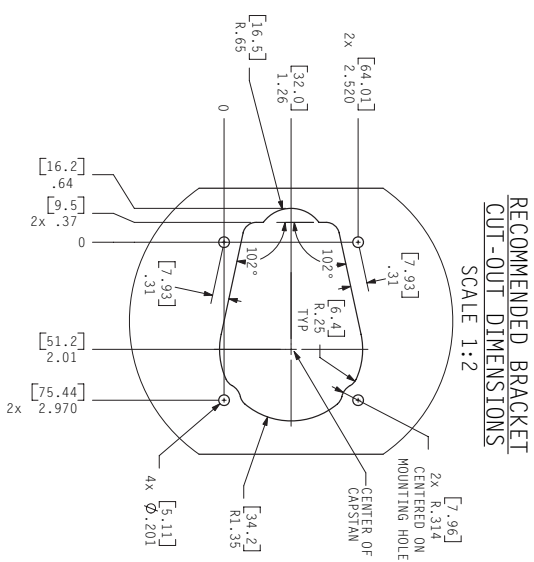 RECOMMENDED BRACKET
CUT-OUT DIMENSIONS
SCALE 1:2
[16.5]
R.65
[32.0]
1.26
2x [64.01]
2.520
0
[16.2]
.64
[9.5]
2x .37
0
[51.2]
2.01
[75.44]
2x 2.970
102°
102°
[7.93]
.31
[7.93]
.31
[6.4]
R.25
TYP
2x [7.96]
R.314
CENTERED ON
MOUNTING HOLE
CENTER OF
CAPSTAN
[34.2]
R1.35
4x [5.11]
Ø.201